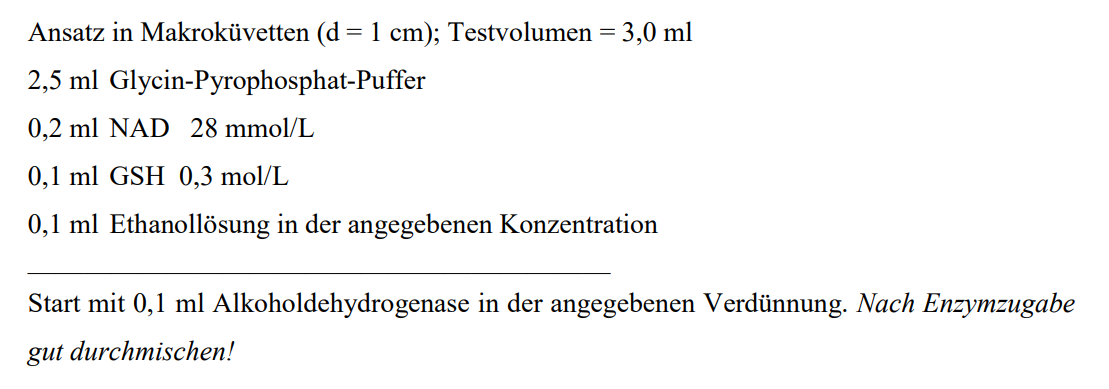 Ansatz in Makroküvetten (d = 1 cm); Testvolumen = 3,0 ml
2,5 ml Glycin-Pyrophosphat-Puffer
0,2 ml NAD 28 mmol/L
0,1 ml GSH 0,3 mol/L
0,1 ml Ethanollösung in der angegebenen Konzentration
Start mit 0,1 ml Alkoholdehydrogenase in der angegebenen Verdünnung. Nach Enzymzugabe
gut durchmischen!